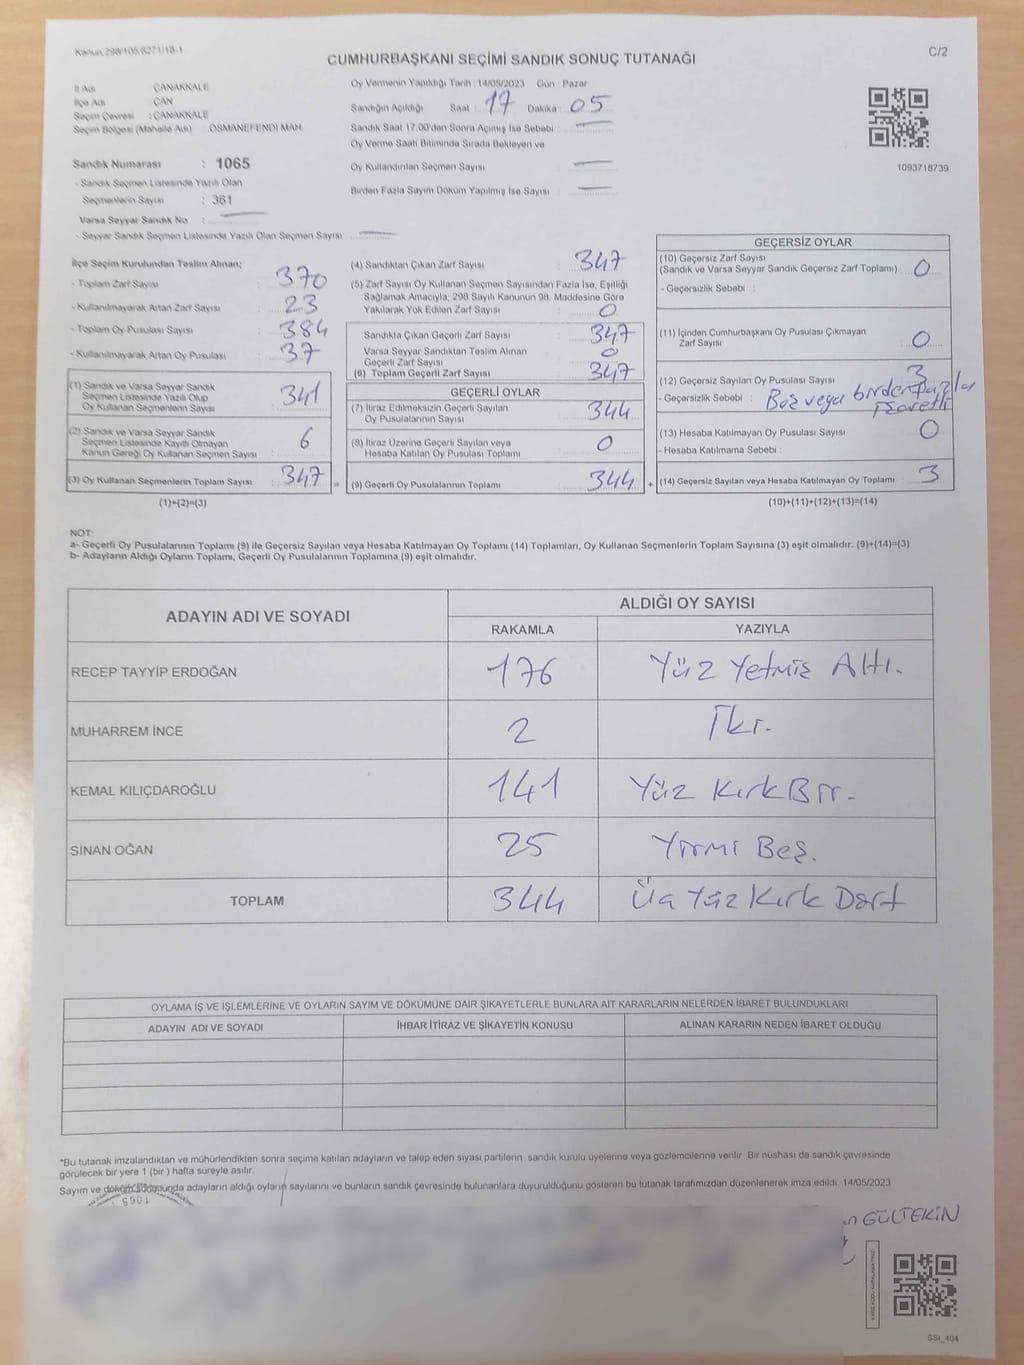 Kanun 298/105,6271/18-1
C/2
CUMHURBAŞKANI SEÇİMİ SANDIK SONUÇ TUTANAĞI
İl Adı ÇANAKKALE
İlçe Adı ÇAN
Seçim Çevresi : ÇANAKKALE
Seçim Bölgesi (Mahalle Adı) OSMANEFENDİ MAH.
Oy Vermenin Yapıldığı Tarih : 14/05/2023 Gün : Pazar
Sandığın Açıldığı Saat : 17 Dakika : 05
Sandık Saat 17:00'den Sonra Açılmış İse Sebebi : —
Oy Verme Saati Bitiminde Sırada Bekleyen ve
Oy Kullandırılan Seçmen Sayısı : —
Birden Fazla Sayım Döküm Yapılmış İse Sayısı : —
1093718739
Sandık Numarası : 1065
- Sandık Seçmen Listesinde Yazılı Olan
Seçmenlerin Sayısı : 361
Varsa Seyyar Sandık No : —
- Seyyar Sandık Seçmen Listesinde Yazılı Olan Seçmen Sayısı : —
İlçe Seçim Kurulundan Teslim Alınan;
- Toplam Zarf Sayısı : 370
- Kullanılmayarak Artan Zarf Sayısı : 23
- Toplam Oy Pusulası Sayısı : 384
- Kullanılmayarak Artan Oy Pusulası : 37
(1) Sandık ve Varsa Seyyar Sandık
Seçmen Listesinde Yazılı Olup
Oy Kullanan Seçmenlerin Sayısı : 341
(2) Sandık ve Varsa Seyyar Sandık
Seçmen Listesinde Kayıtlı Olmayan
Kanun Gereği Oy Kullanan Seçmen Sayısı : 6
(3) Oy Kullanan Seçmenlerin Toplam Sayısı : 347
(1)+(2)=(3)
=
(4) Sandıktan Çıkan Zarf Sayısı : 347
(5) Zarf Sayısı Oy Kullanan Seçmen Sayısından Fazla İse, Eşitliği
Sağlamak Amacıyla, 298 Sayılı Kanunun 98. Maddesine Göre
Yakılarak Yok Edilen Zarf Sayısı : 0
Sandıkta Çıkan Geçerli Zarf Sayısı : 347
Varsa Seyyar Sandıktan Teslim Alınan
Geçerli Zarf Sayısı : 0
(6) Toplam Geçerli Zarf Sayısı : 347
GEÇERLİ OYLAR
(7) İtiraz Edilmeksizin Geçerli Sayılan
Oy Pusulalarının Sayısı : 344
(8) İtiraz Üzerine Geçerli Sayılan veya
Hesaba Katılan Oy Pusulası Toplamı : 0
(9) Geçerli Oy Pusulalarının Toplamı : 344
+
GEÇERSİZ OYLAR
(10) Geçersiz Zarf Sayısı
(Sandık ve Varsa Seyyar Sandık Geçersiz Zarf Toplamı) : 0
- Geçersizlik Sebebi :
(11) İçinden Cumhurbaşkanı Oy Pusulası Çıkmayan
Zarf Sayısı : 0
(12) Geçersiz Sayılan Oy Pusulası Sayısı : 3
- Geçersizlik Sebebi : Boş veya birden fazla
işaretli
(13) Hesaba Katılmayan Oy Pusulası Sayısı : 0
- Hesaba Katılmama Sebebi :
(14) Geçersiz Sayılan veya Hesaba Katılmayan Oy Toplamı : 3
(10)+(11)+(12)+(13)=(14)
NOT:
a- Geçerli Oy Pusulalarının Toplamı (9) ile Geçersiz Sayılan veya Hesaba Katılmayan Oy Toplamı (14) Toplamları, Oy Kullanan Seçmenlerin Toplam Sayısına (3) eşit olmalıdır. (9)+(14)=(3)
b- Adayların Aldığı Oyların Toplamı, Geçerli Oy Pusulalarının Toplamına (9) eşit olmalıdır.
ADAYIN ADI VE SOYADI ALDIĞI OY SAYISI
RAKAMLA YAZIYLA
RECEP TAYYİP ERDOĞAN 176 Yüz Yetmiş Altı.
MUHARREM İNCE 2 İki.
KEMAL KILIÇDAROĞLU 141 Yüz Kırk Bir.
SİNAN OĞAN 25 Yirmi Beş.
TOPLAM 344 Üç Yüz Kırk Dört
OYLAMA İŞ VE İŞLEMLERİNE VE OYLARIN SAYIM VE DÖKÜMÜNE DAİR ŞİKAYETLERLE BUNLARA AİT KARARLARIN NELERDEN İBARET BULUNDUKLARI
ADAYIN ADI VE SOYADI İHBAR İTİRAZ VE ŞİKAYETİN KONUSU ALINAN KARARIN NEDEN İBARET OLDUĞU
*Bu tutanak imzalandıktan ve mühürlendikten sonra seçime katılan adayların ve talep eden siyasi partilerin sandık kurulu üyelerine veya gözlemcilerine verilir. Bir nüshası da sandık çevresinde
görülecek bir yere 1 (bir) hafta süreyle asılır.
Sayım ve döküm sonucunda adayların aldığı oyların sayılarını ve bunların sandık çevresinde bulunanlara duyurulduğunu gösteren bu tutanak tarafımızdan düzenlenerek imza edildi. 14/05/2023
1065
GÜLTEKİN
SSI_404